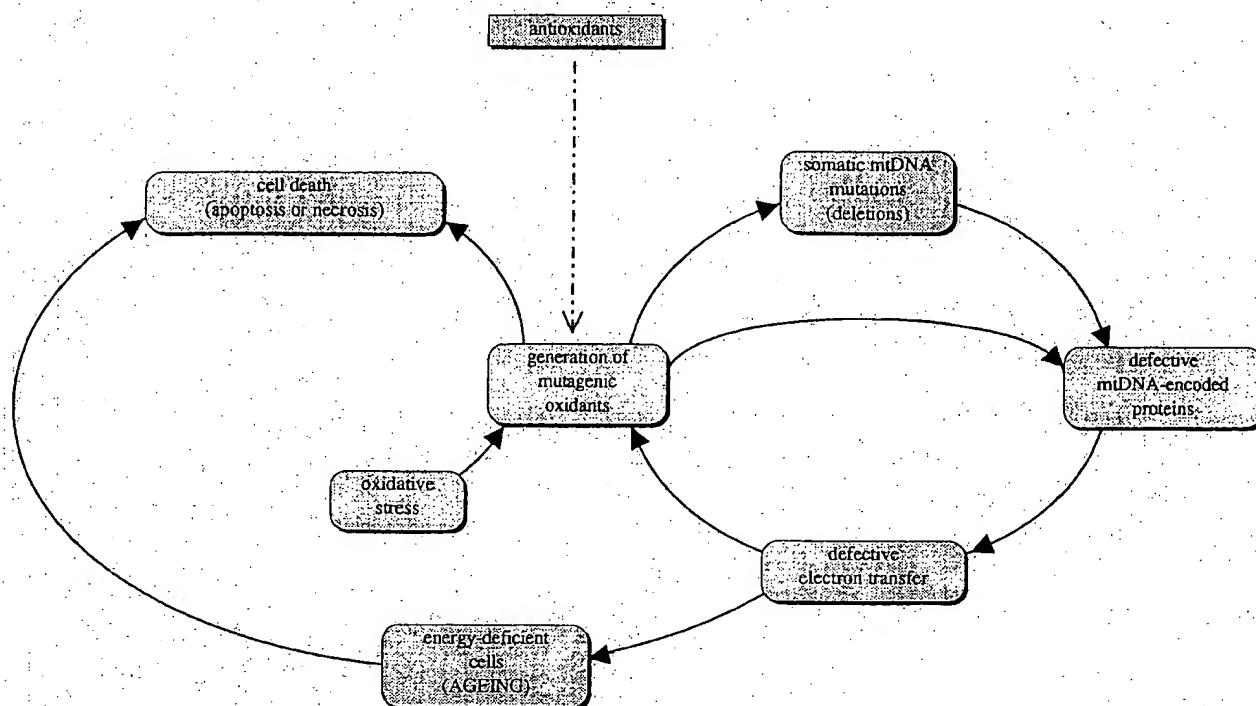 antioxidants
cell death
(apoptosis or necrosis)
somatic mtDNA
mutations
(deletions)
generation of
mutagenic
oxidants
defective
mtDNA-encoded
proteins
oxidative
stress
defective
electron transfer
energy-deficient
cells
(AGEING)